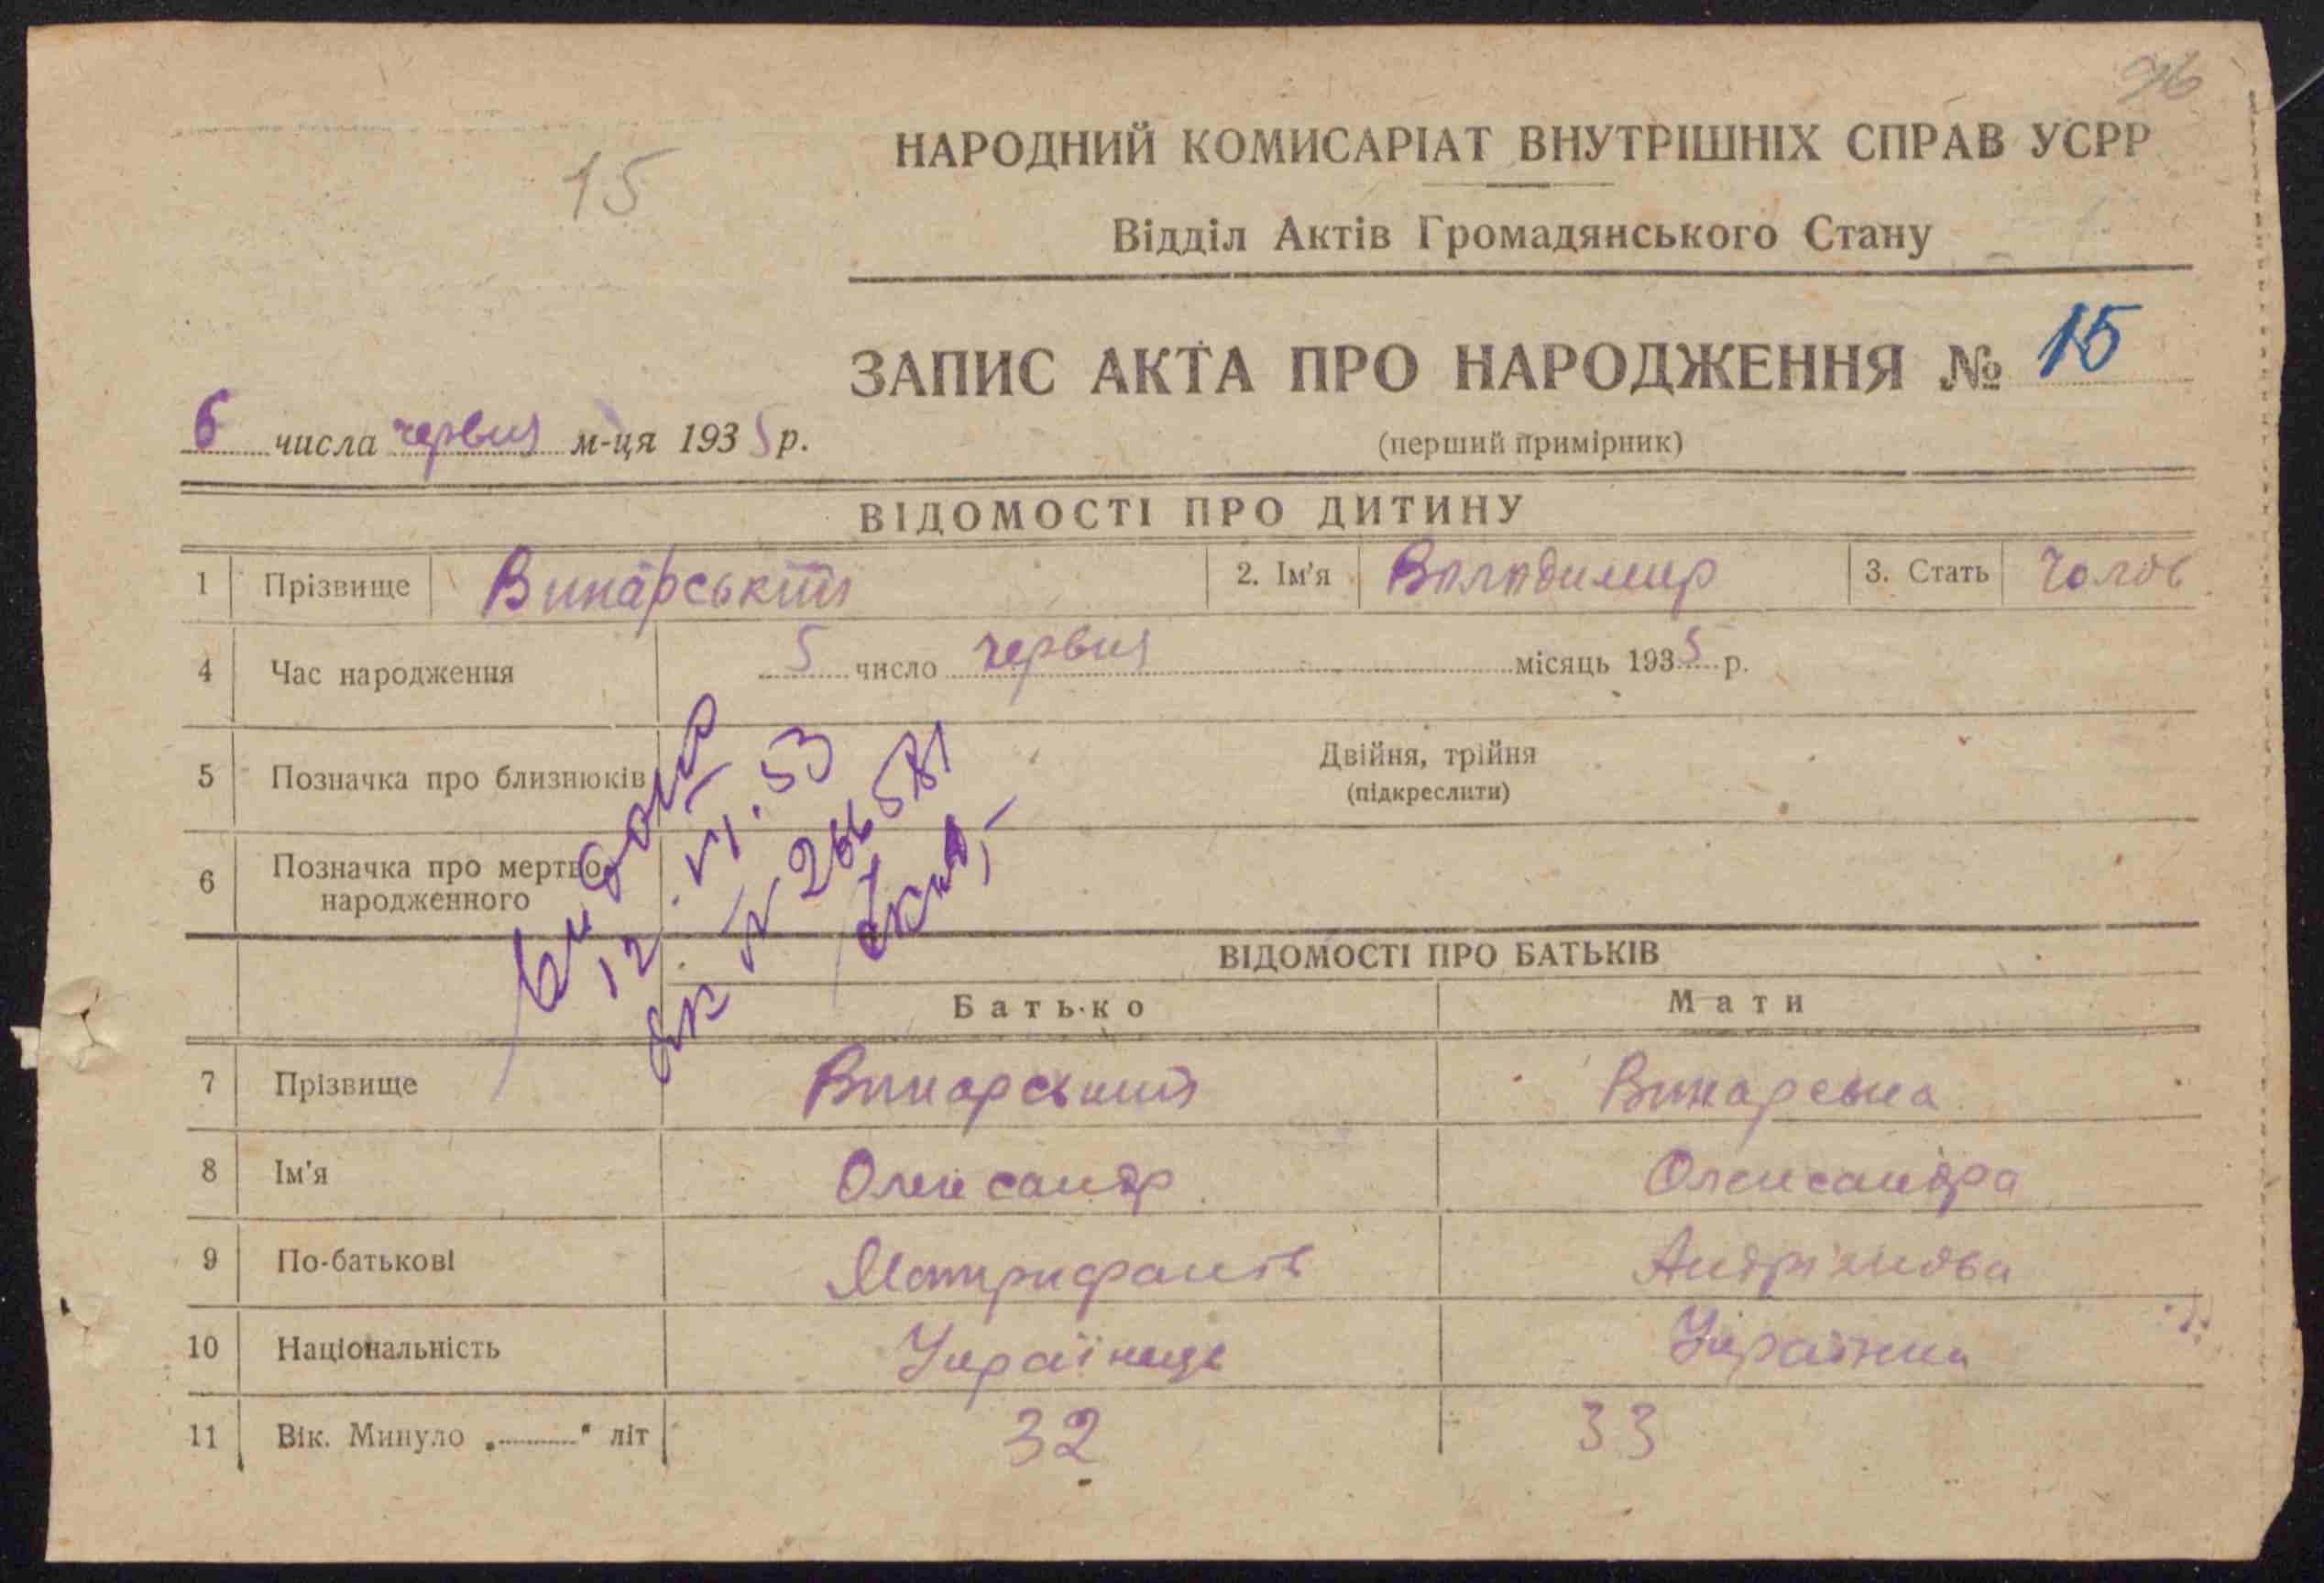 96
15
НАРОДНИЙ КОМИСАРІАТ ВНУТРІШНІХ СПРАВ УСРР
Відділ Актів Громадянського Стану
ЗАПИС АКТА ПРО НАРОДЖЕННЯ № 15
6 числа червня м-ця 1935 р.
(перший примірник)
ВІДОМОСТІ ПРО ДИТИНУ
1 Прізвище Винарський 2. Ім'я Володимир 3. Стать Чолов
4 Час народження 5 число червня місяць 1935 р.
5 Позначка про близнюків Двійня, трійня
(підкреслити)
6 Позначка про мертво
народженного
12.VI.53
N 266581
ВІДОМОСТІ ПРО БАТЬКІВ
Батько Мати
7 Прізвище Винарський Винарська
8 Ім'я Олександр Олександра
9 По-батькові
10 Національність Українець Українка
11 Вік. Минуло „ “ літ 32 33